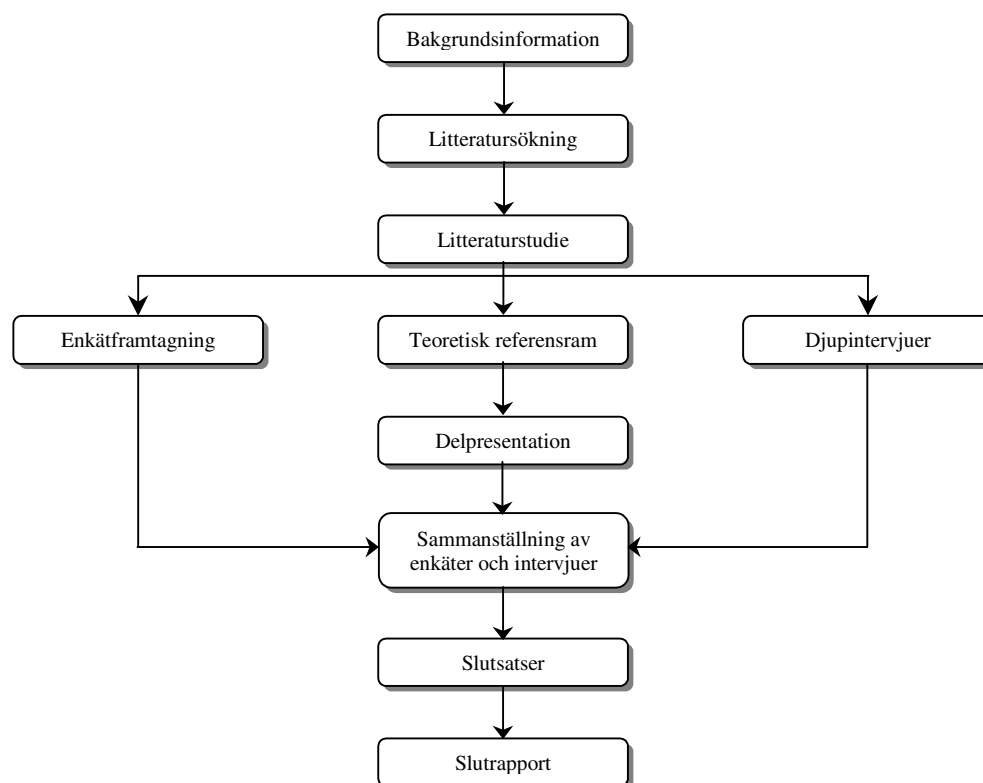 Bakgrundsinformation
Litteratursökning
Litteraturstudie
Enkätframtagning
Teoretisk referensram
Djupintervjuer
Delpresentation
Sammanställning av
enkäter och intervjuer
Slutsatser
Slutrapport